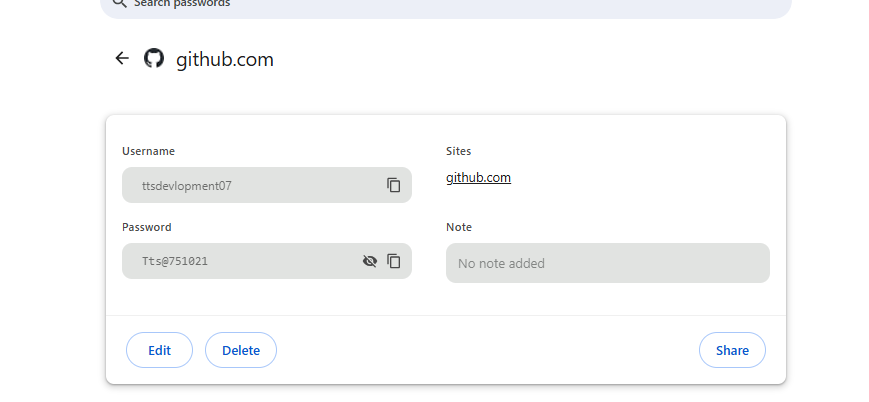 Search passwords
github.com
Username
Sites
ttsdevlopment07
github.com
Password
Note
Tts@751021
No note added
Edit
Delete
Share